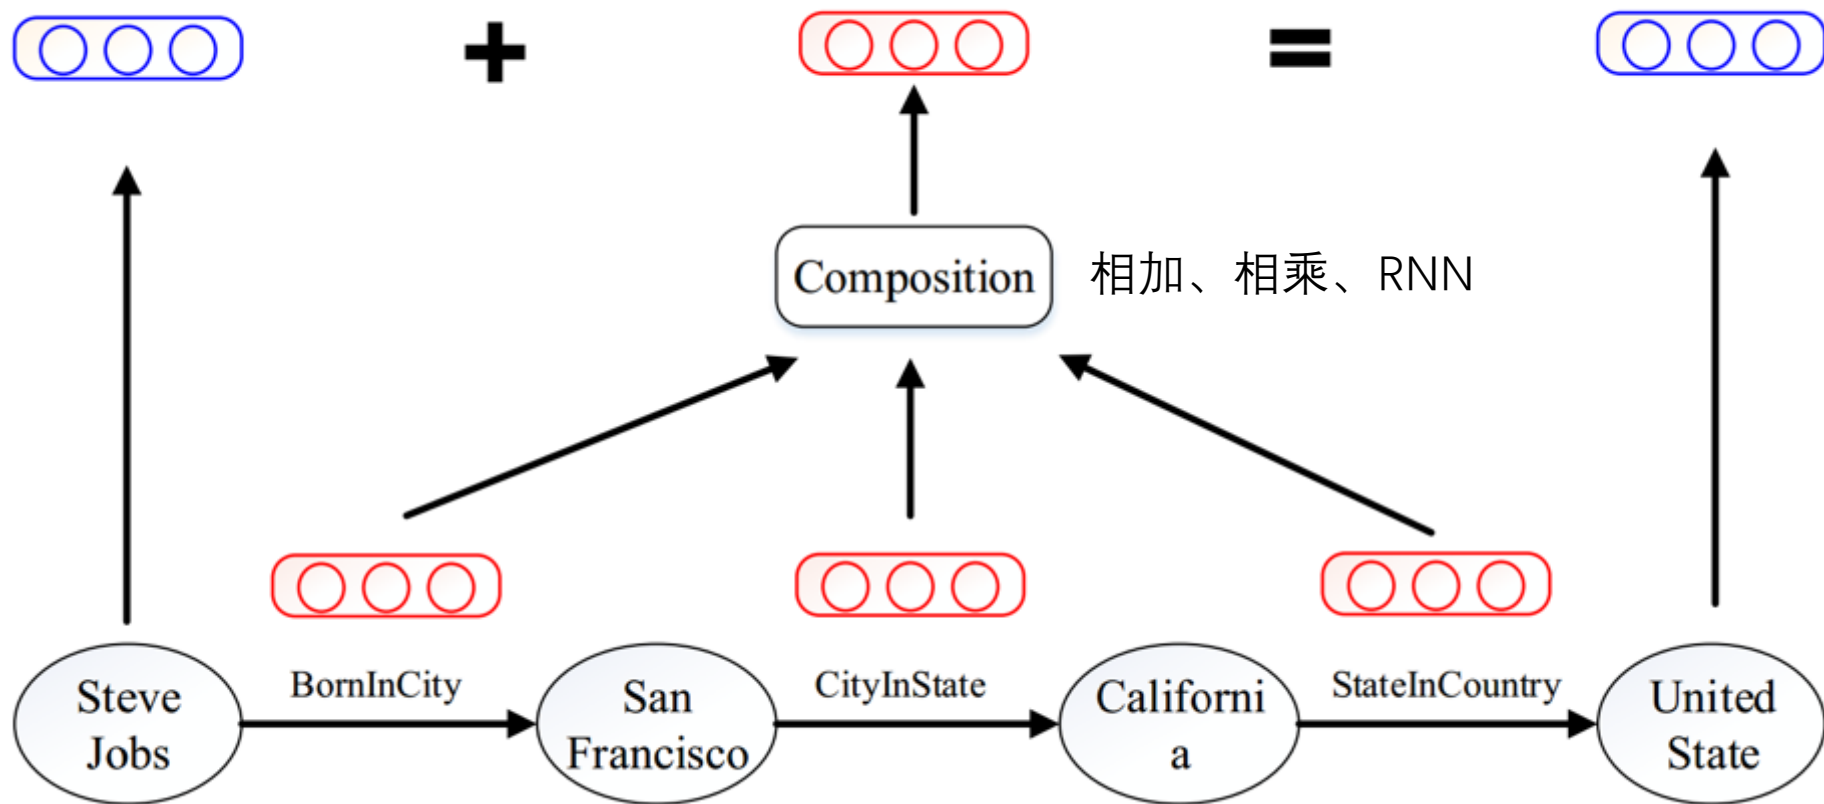 +
=
Composition
相加、相乘、RNN
Steve
Jobs
BornInCity
San
Francisco
CityInState
Californi
a
StateInCountry
United
State